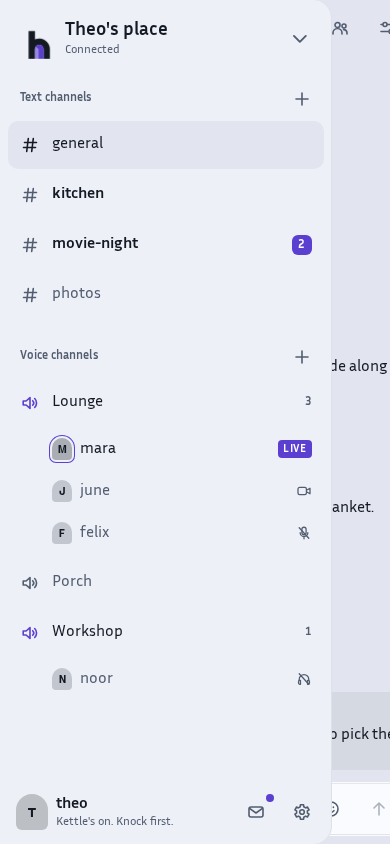 Theo's place
Connected
Text channels
general
kitchen
movie-night
2
photos
Voice channels
Lounge
3
M
mara
LIVE
J
june
F
felix
Porch
Workshop
1
N
noor
T
theo
Kettle's on. Knock first.
de along
anket.
o pick the